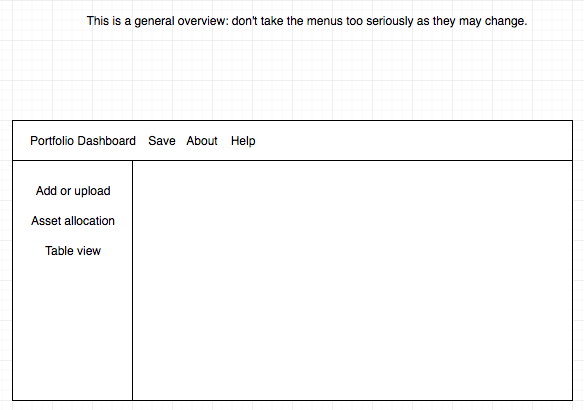 This is a general overview: don't take the menus too seriously as they may change.
Portfolio Dashboard Save About Help
Add or upload
Asset allocation
Table view